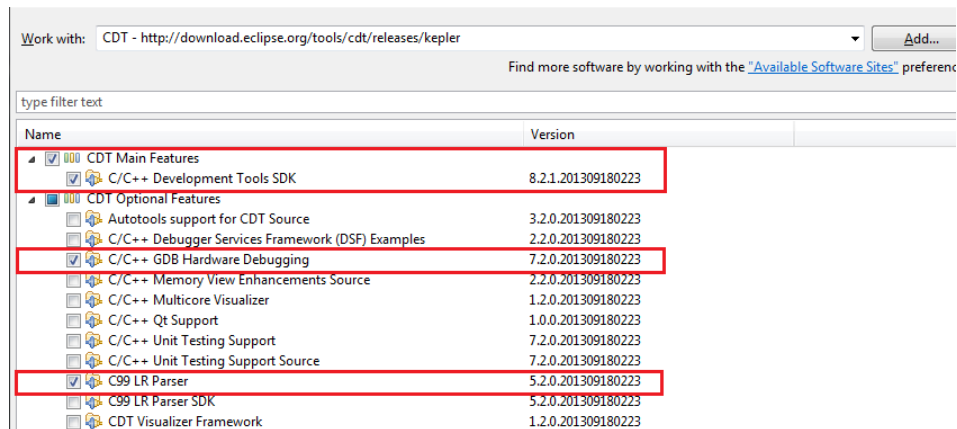 Work with: CDT - http://download.eclipse.org/tools/cdt/releases/kepler Add...
Find more software by working with the "Available Software Sites" preferenc
type filter text
Name Version
CDT Main Features
C/C++ Development Tools SDK 8.2.1.201309180223
CDT Optional Features
Autotools support for CDT Source 3.2.0.201309180223
C/C++ Debugger Services Framework (DSF) Examples 2.2.0.201309180223
C/C++ GDB Hardware Debugging 7.2.0.201309180223
C/C++ Memory View Enhancements Source 2.2.0.201309180223
C/C++ Multicore Visualizer 1.2.0.201309180223
C/C++ Qt Support 1.0.0.201309180223
C/C++ Unit Testing Support 7.2.0.201309180223
C/C++ Unit Testing Support Source 7.2.0.201309180223
C99 LR Parser 5.2.0.201309180223
C99 LR Parser SDK 5.2.0.201309180223
CDT Visualizer Framework 1.2.0.201309180223